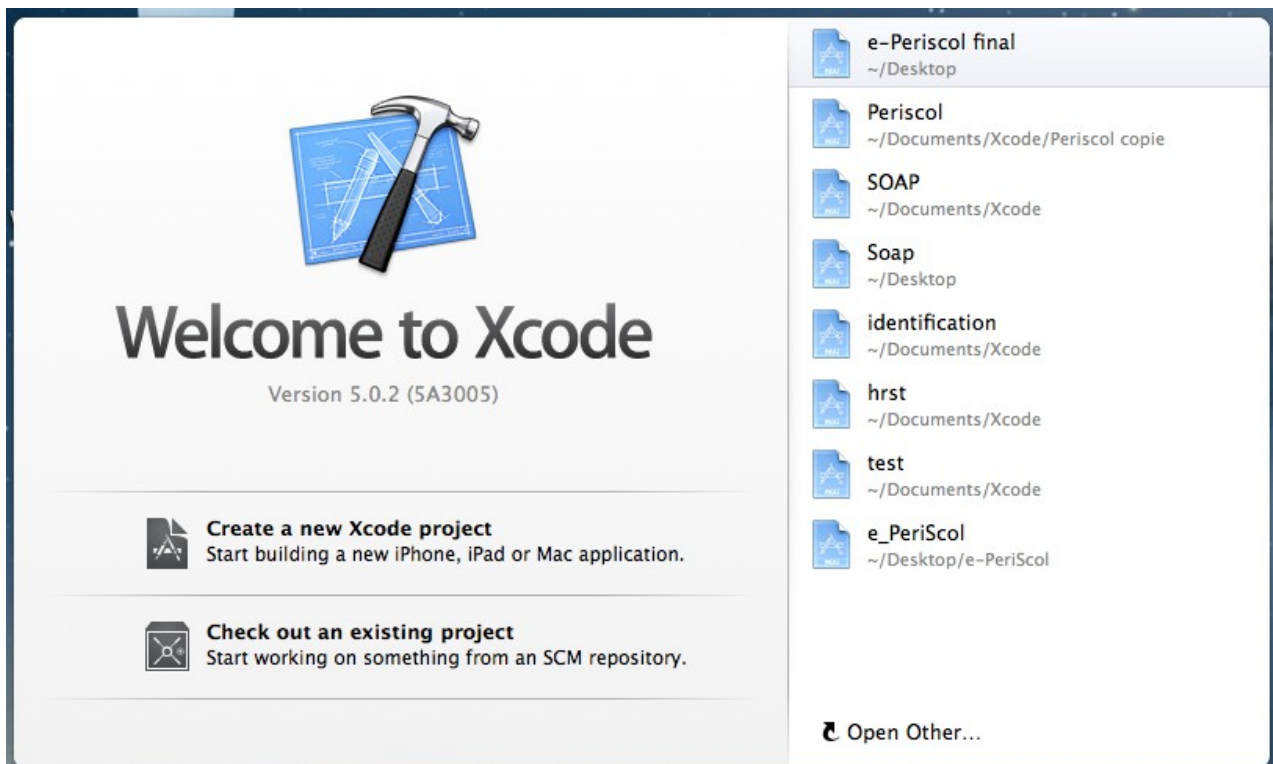 Welcome to Xcode
Version 5.0.2 (5A3005)
Create a new Xcode project
Start building a new iPhone, iPad or Mac application.
Check out an existing project
Start working on something from an SCM repository.
e-Periscol final
~/Desktop
Periscol
~/Documents/Xcode/Periscol copie
SOAP
~/Documents/Xcode
Soap
~/Desktop
identification
~/Documents/Xcode
hrst
~/Documents/Xcode
test
~/Documents/Xcode
e_PeriScol
~/Desktop/e-PeriScol
Open Other...